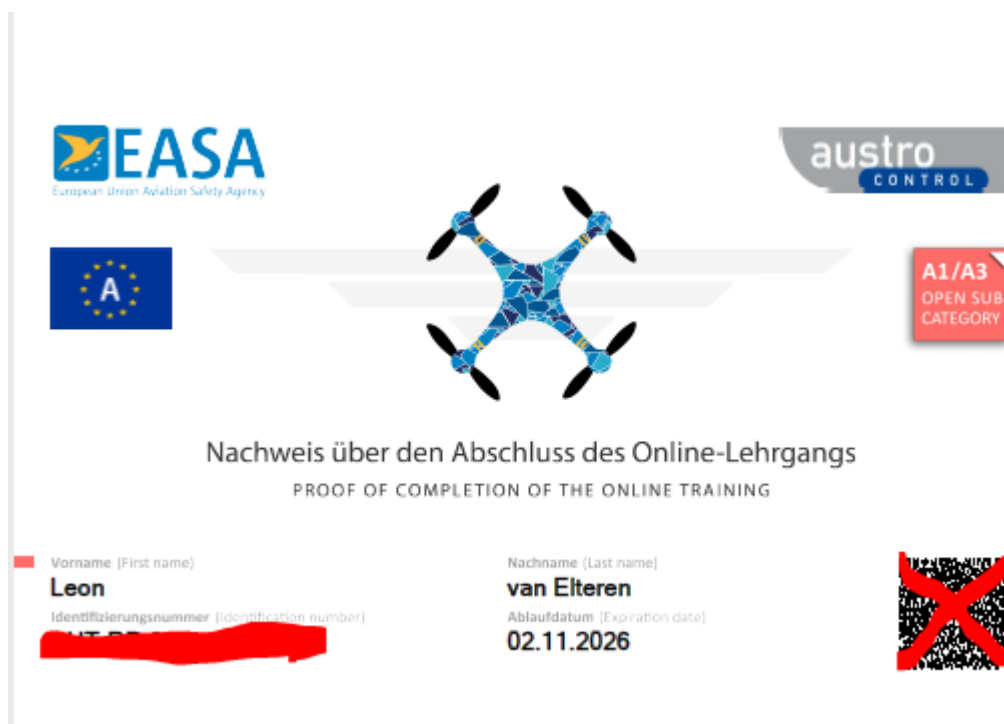 EASA
European Union Aviation Safety Agency
austro
CONTROL
A
A1/A3
OPEN SUB
CATEGORY
Nachweis über den Abschluss des Online-Lehrgangs
PROOF OF COMPLETION OF THE ONLINE TRAINING
Vorname (First name)
Nachname (Last name)
Leon
van Elteren
Identifizierungsnummer (Identification number)
Ablaufdatum (Expiration date)
02.11.2026